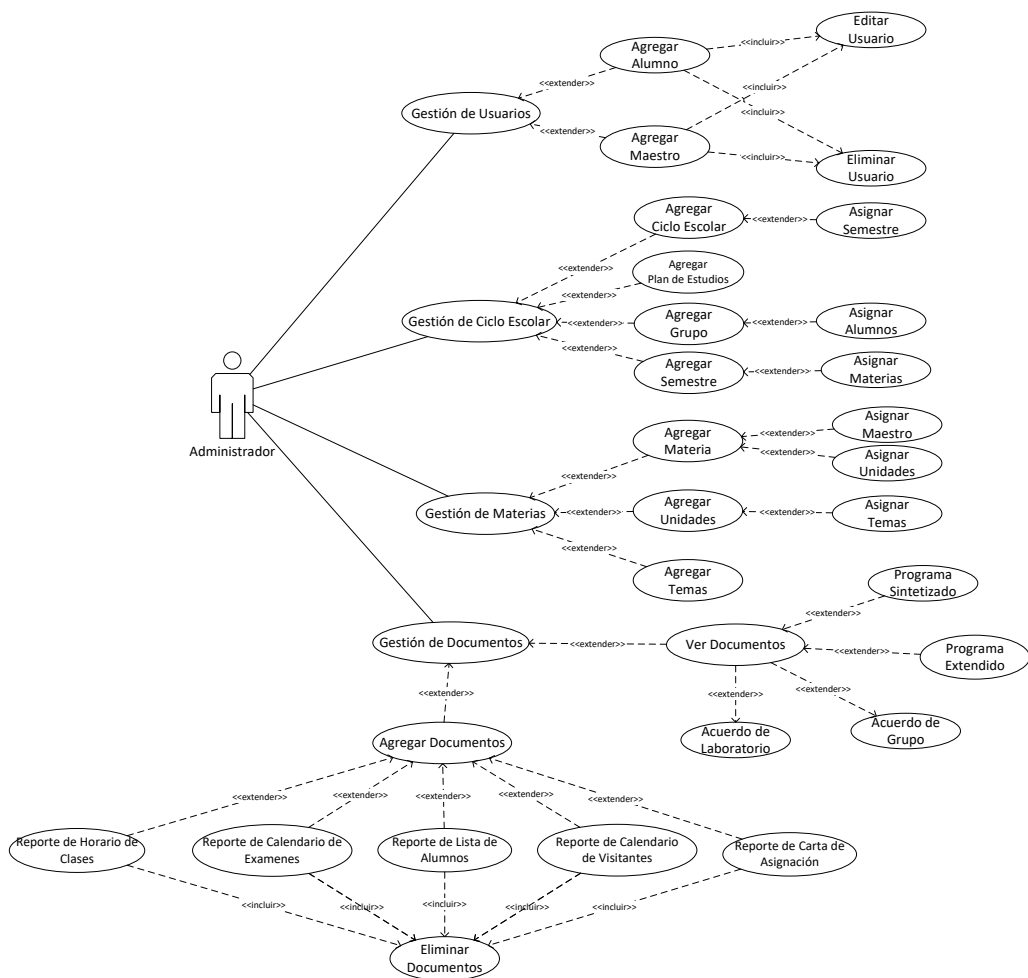 Editar
Usuario
<<incluir>>
Agregar
Alumno
<<extender>>
<<incluir>>
Gestión de Usuarios
<<extender>>
Agregar
Maestro
<<incluir>>
Eliminar
Usuario
Agregar
Ciclo Escolar
<<extender>>
Asignar
Semestre
<<extender>>
Agregar
Plan de Estudios
<<extender>>
Gestión de Ciclo Escolar
<<extender>>
Agregar
Grupo
<<extender>>
Asignar
Alumnos
<<extender>>
Agregar
Semestre
<<extender>>
Asignar
Materias
Administrador
Agregar
Materia
<<extender>>
Asignar
Maestro
<<extender>>
Asignar
Unidades
<<extender>>
Gestión de Materias
<<extender>>
Agregar
Unidades
<<extender>>
Asignar
Temas
<<extender>>
Agregar
Temas
Programa
Sintetizado
<<extender>>
Gestión de Documentos
<<extender>>
Ver Documentos
<<extender>>
Programa
Extendido
<<extender>>
<<extender>>
<<extender>>
Acuerdo de
Laboratorio
Acuerdo de
Grupo
Agregar Documentos
<<extender>>
<<extender>>
<<extender>>
<<extender>>
<<extender>>
Reporte de Horario de
Clases
Reporte de Calendario de
Examenes
Reporte de Lista de
Alumnos
Reporte de Calendario
de Visitantes
Reporte de Carta de
Asignación
<<incluir>>
<<incluir>>
<<incluir>>
<<incluir>>
<<incluir>>
Eliminar
Documentos